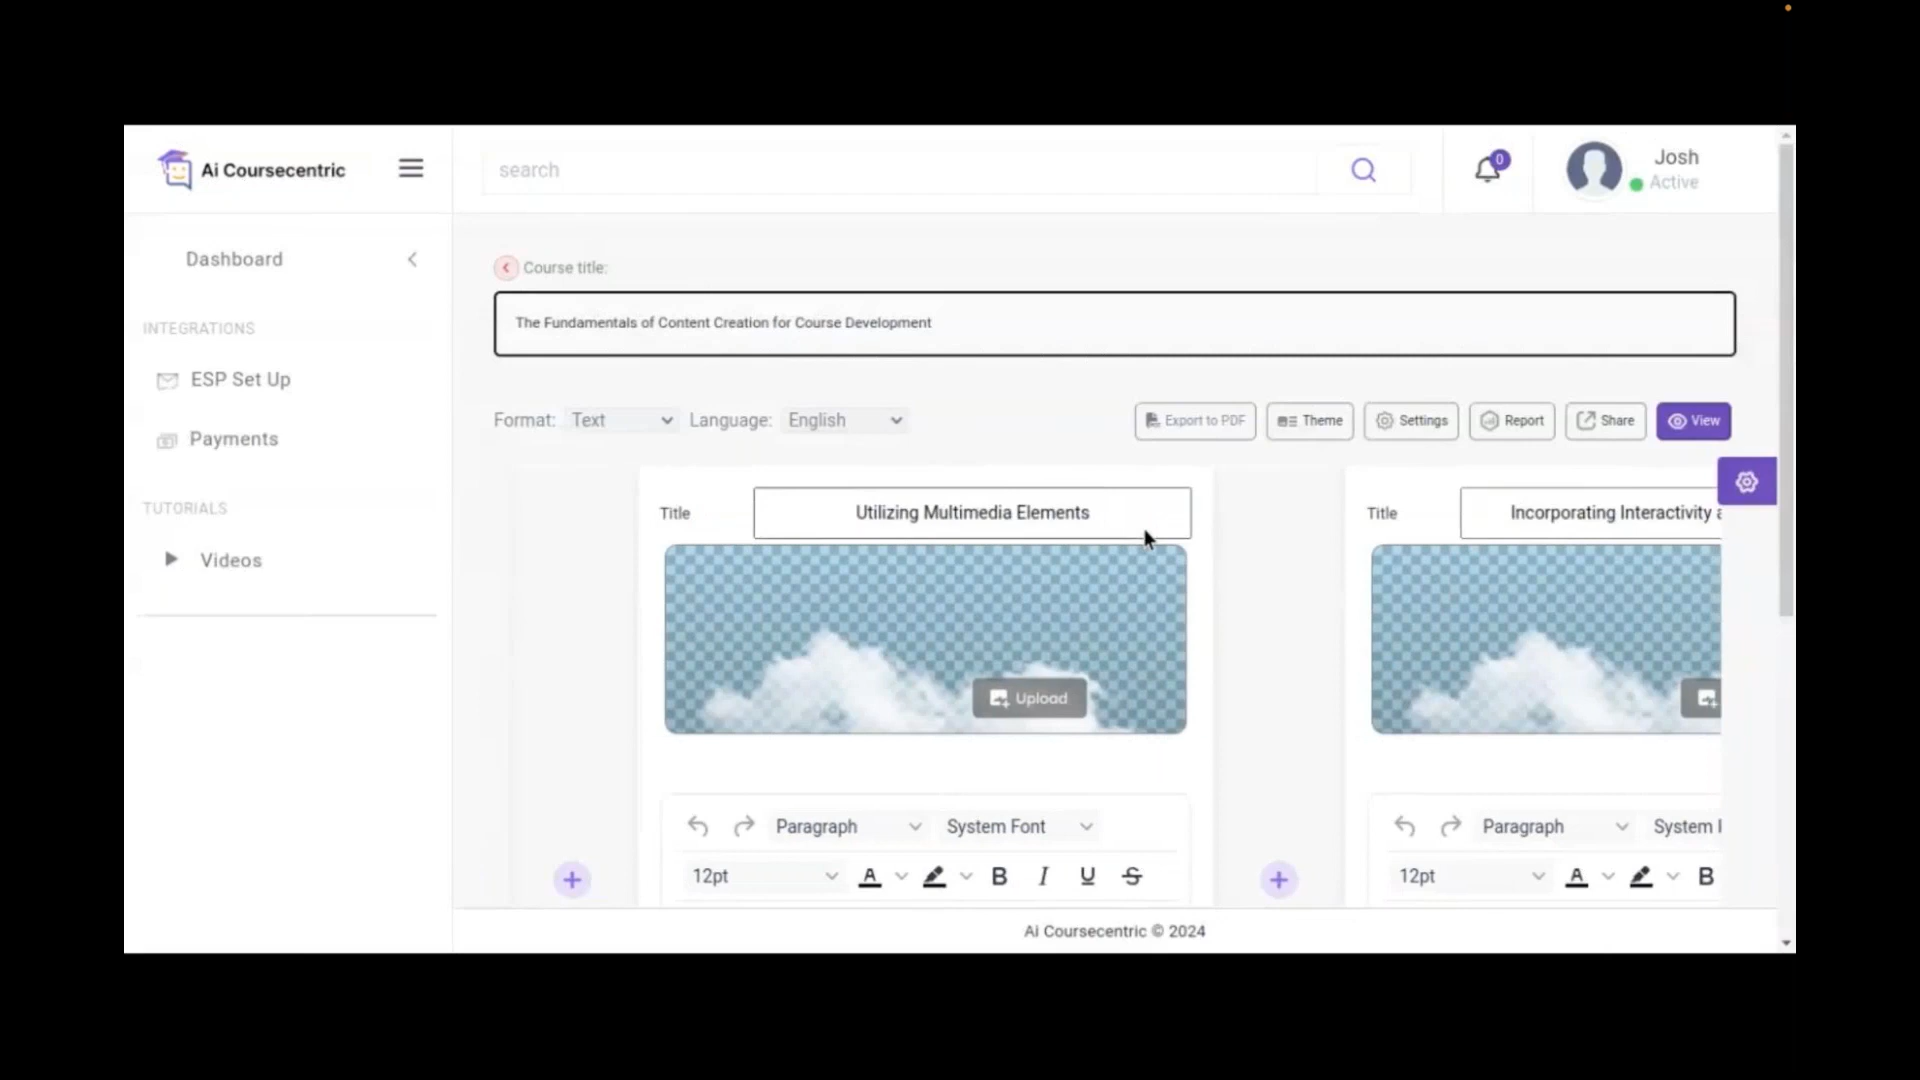 Ai Coursecentric
search
0
Josh
Active
Dashboard
INTEGRATIONS
ESP Set Up
Payments
TUTORIALS
Videos
Course title:
The Fundamentals of Content Creation for Course Development
Format: Text Language: English
Export to PDF Theme Settings Report Share View
Title Utilizing Multimedia Elements
Upload
Paragraph System Font
12pt A B I U S
Title Incorporating Interactivity
Paragraph System
12pt A B
Ai Coursecentric © 2024